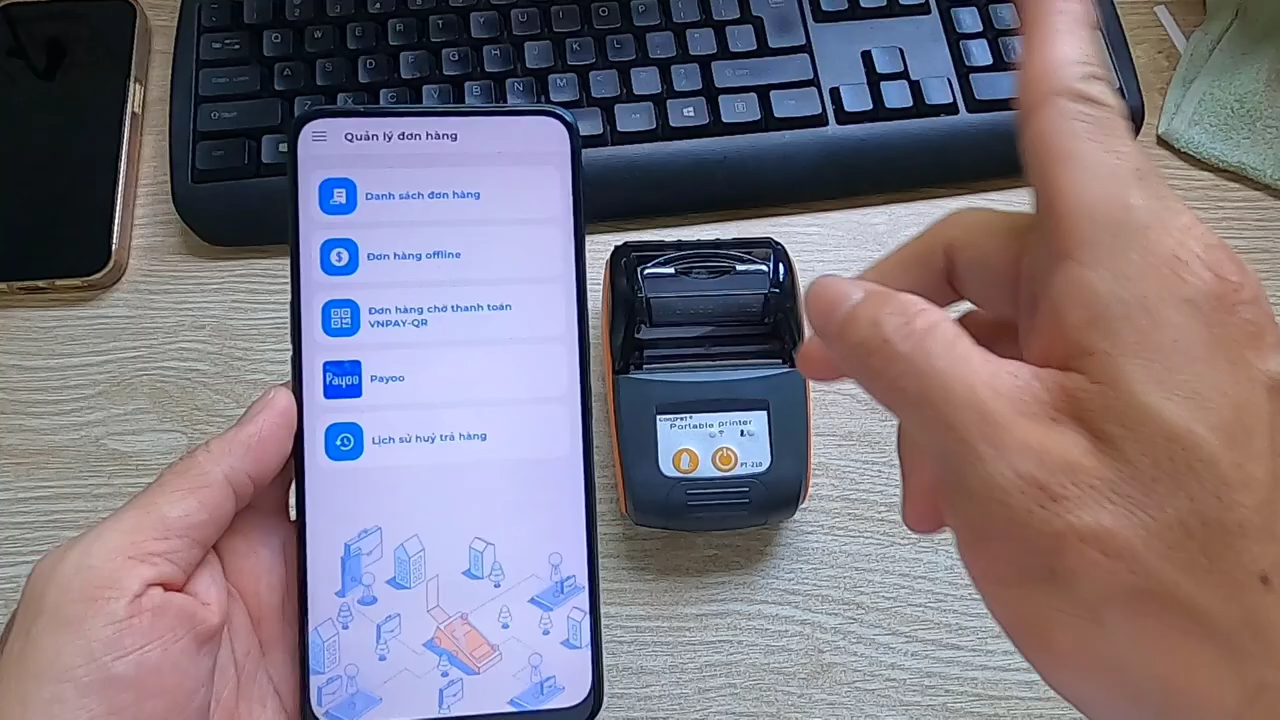 Q W E R T Y U I O P
A S D F G H J K L
Z X C V B N M
Quản lý đơn hàng
Danh sách đơn hàng
Đơn hàng offline
Đơn hàng chờ thanh toán
VNPAY-QR
Payoo Payoo
Lịch sử huỷ trả hàng
Portable printer
PT-210